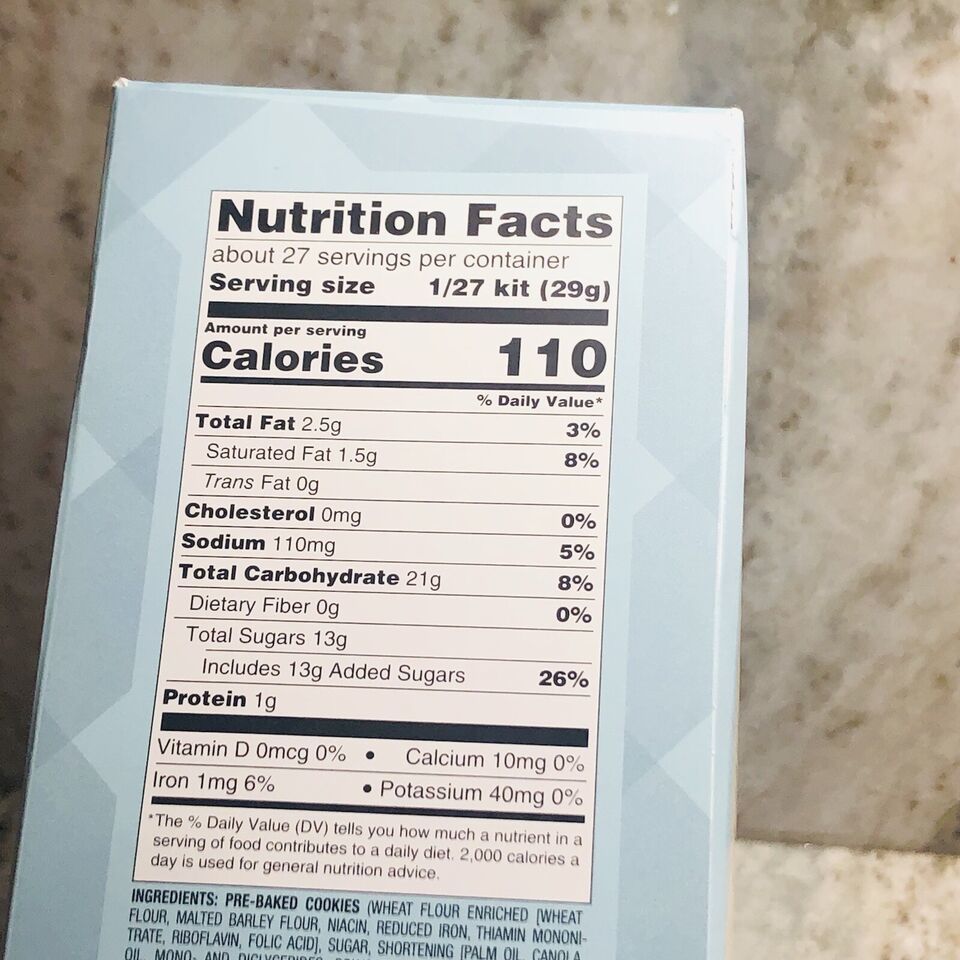 Nutrition Facts
about 27 servings per container
Serving size 1/27 kit (29g)
Amount per serving
Calories 110
% Daily Value*
Total Fat 2.5g 3%
Saturated Fat 1.5g 8%
Trans Fat 0g
Cholesterol 0mg 0%
Sodium 110mg 5%
Total Carbohydrate 21g 8%
Dietary Fiber 0g 0%
Total Sugars 13g
Includes 13g Added Sugars 26%
Protein 1g
Vitamin D 0mcg 0% • Calcium 10mg 0%
Iron 1mg 6% • Potassium 40mg 0%
*The % Daily Value (DV) tells you how much a nutrient in a
serving of food contributes to a daily diet. 2,000 calories a
day is used for general nutrition advice.
INGREDIENTS: PRE-BAKED COOKIES (WHEAT FLOUR ENRICHED [WHEAT
FLOUR, MALTED BARLEY FLOUR, NIACIN, REDUCED IRON, THIAMIN MONONI-
TRATE, RIBOFLAVIN, FOLIC ACID], SUGAR, SHORTENING [PALM OIL, CANOLA
OIL, MONO- AND DIGLYCERIDES